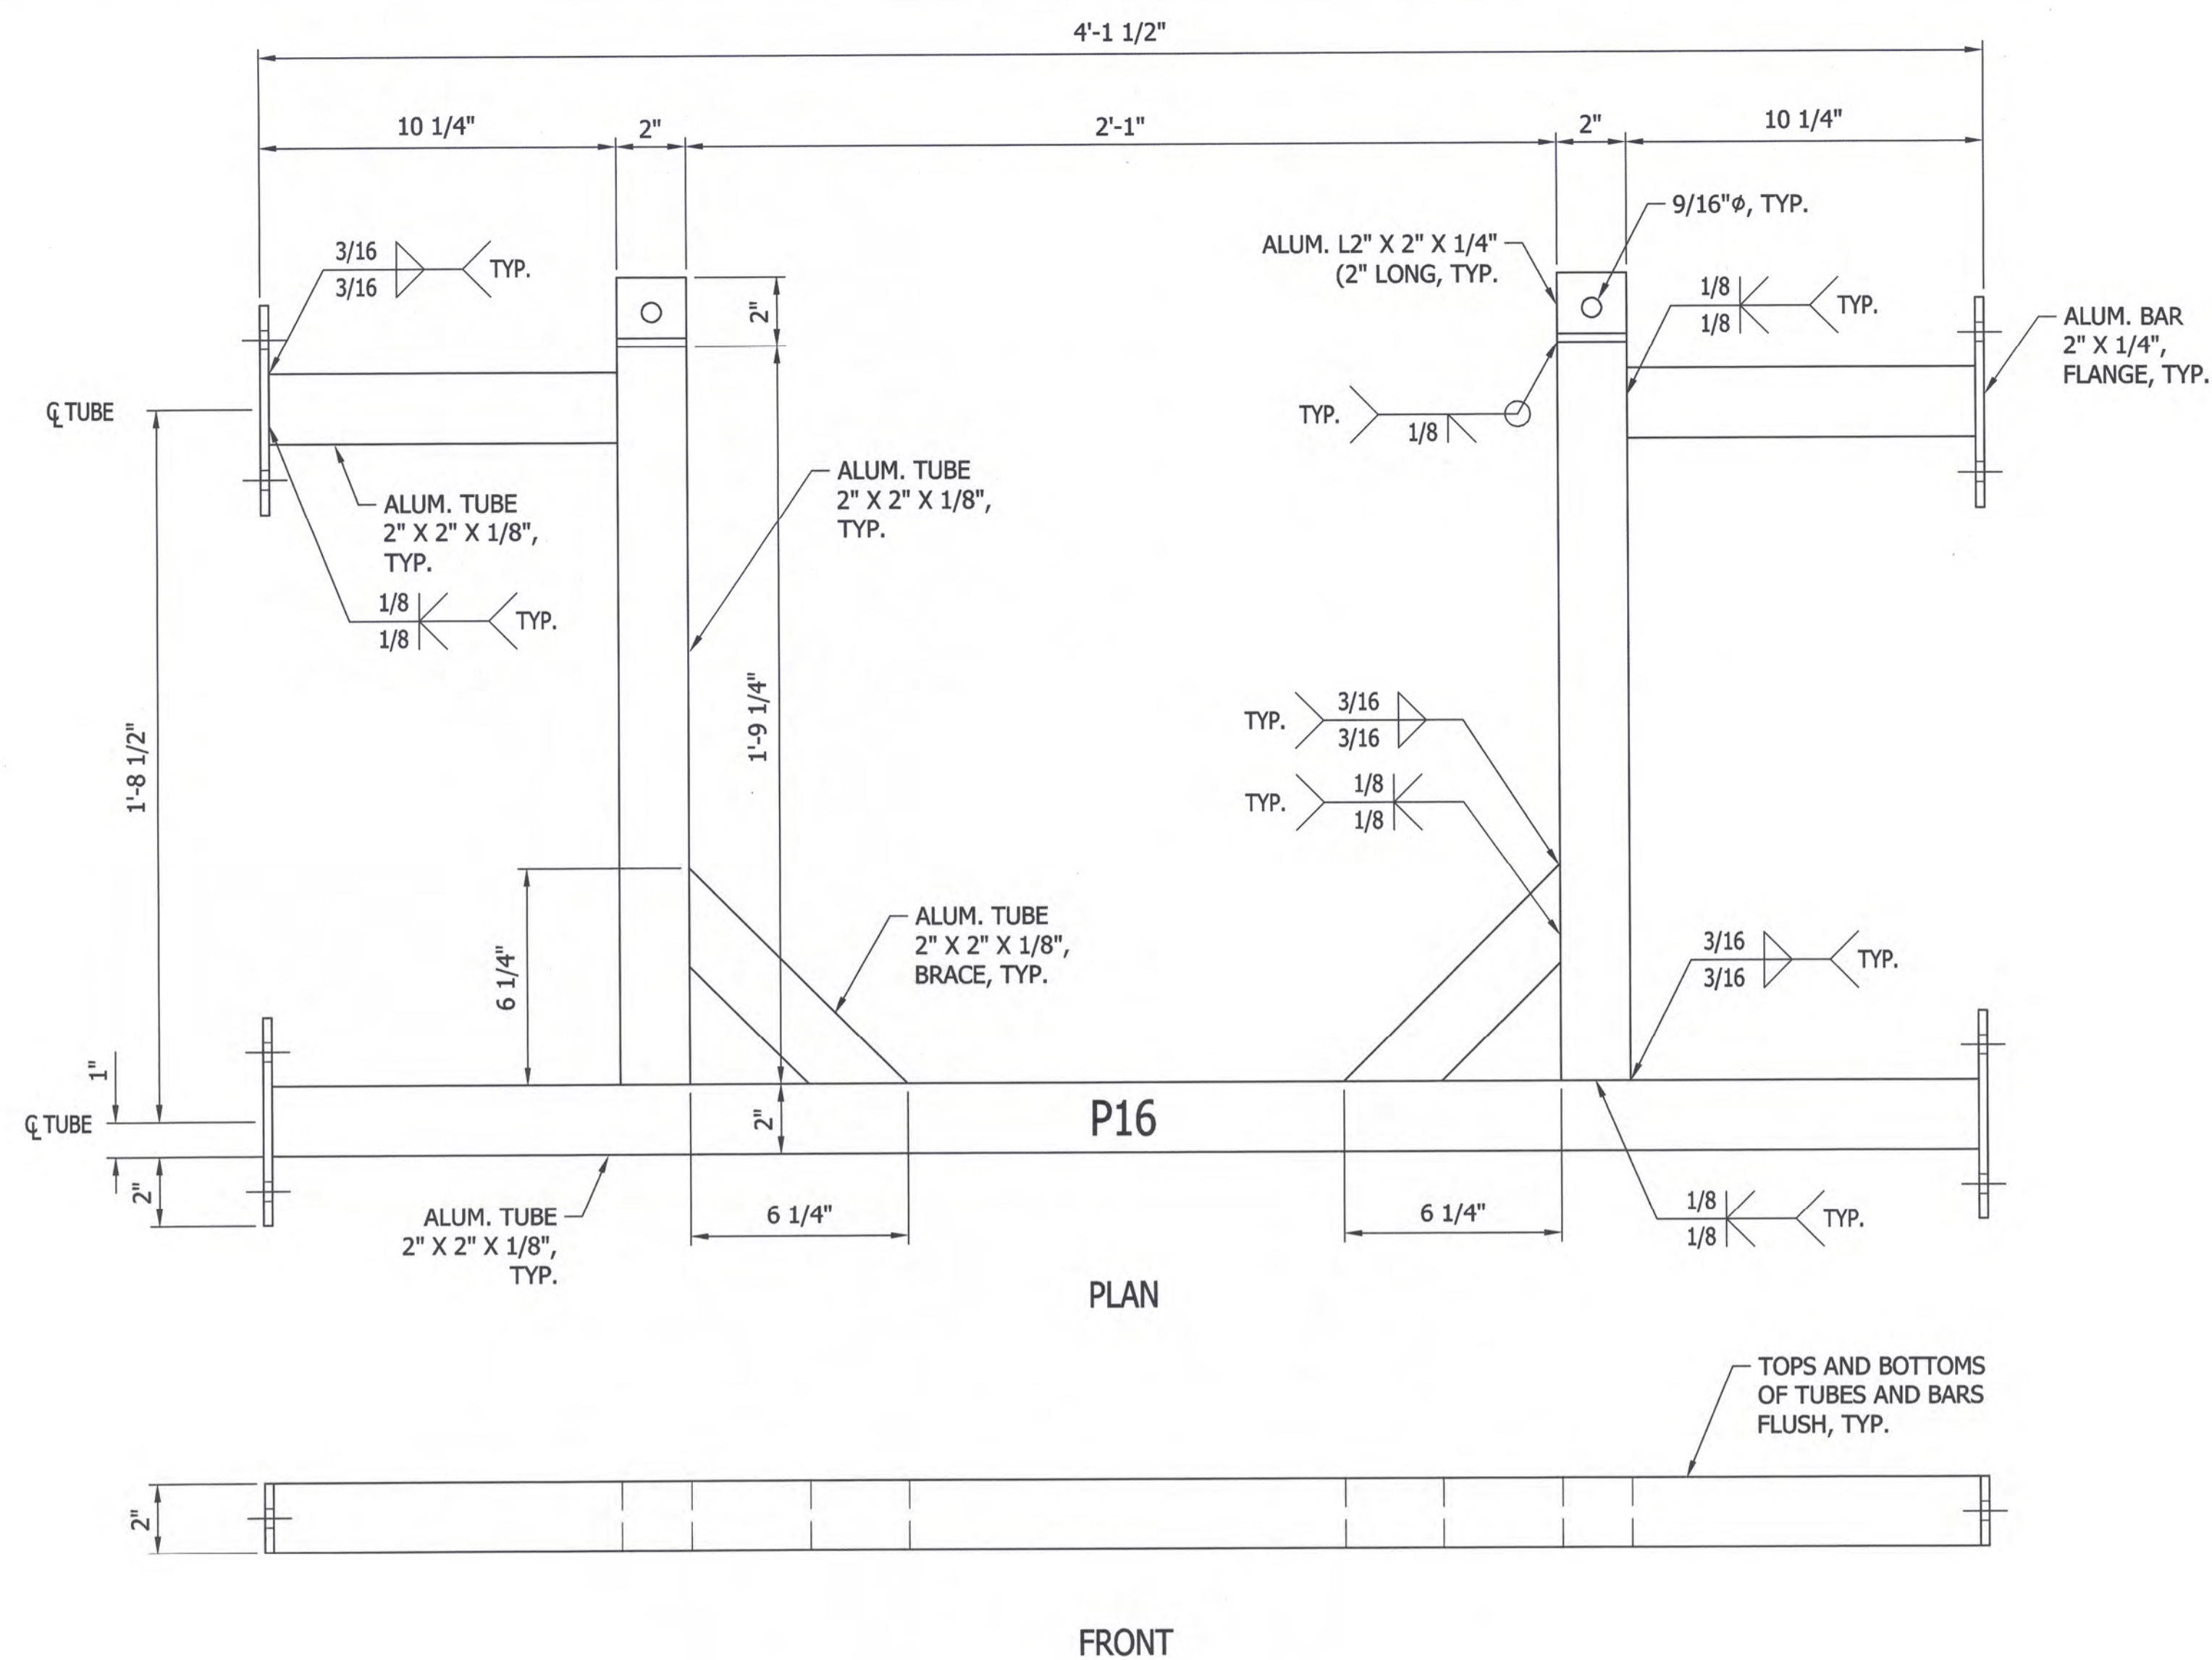 4'-1 1/2"
10 1/4"
2"
2'-1"
2"
10 1/4"
9/16"ϕ, TYP.
ALUM. L2" X 2" X 1/4"
(2" LONG, TYP.
3/16
3/16
TYP.
2"
1/8
1/8
TYP.
ALUM. BAR
2" X 1/4",
FLANGE, TYP.
℄ TUBE
TYP.
1/8
ALUM. TUBE
2" X 2" X 1/8",
TYP.
ALUM. TUBE
2" X 2" X 1/8",
TYP.
1/8
1/8
TYP.
1'-8 1/2"
1'-9 1/4"
TYP.
3/16
3/16
TYP.
1/8
1/8
6 1/4"
ALUM. TUBE
2" X 2" X 1/8",
BRACE, TYP.
3/16
3/16
TYP.
1"
℄ TUBE
2"
P16
2"
ALUM. TUBE
2" X 2" X 1/8",
TYP.
6 1/4"
6 1/4"
1/8
1/8
TYP.
PLAN
TOPS AND BOTTOMS
OF TUBES AND BARS
FLUSH, TYP.
2"
FRONT